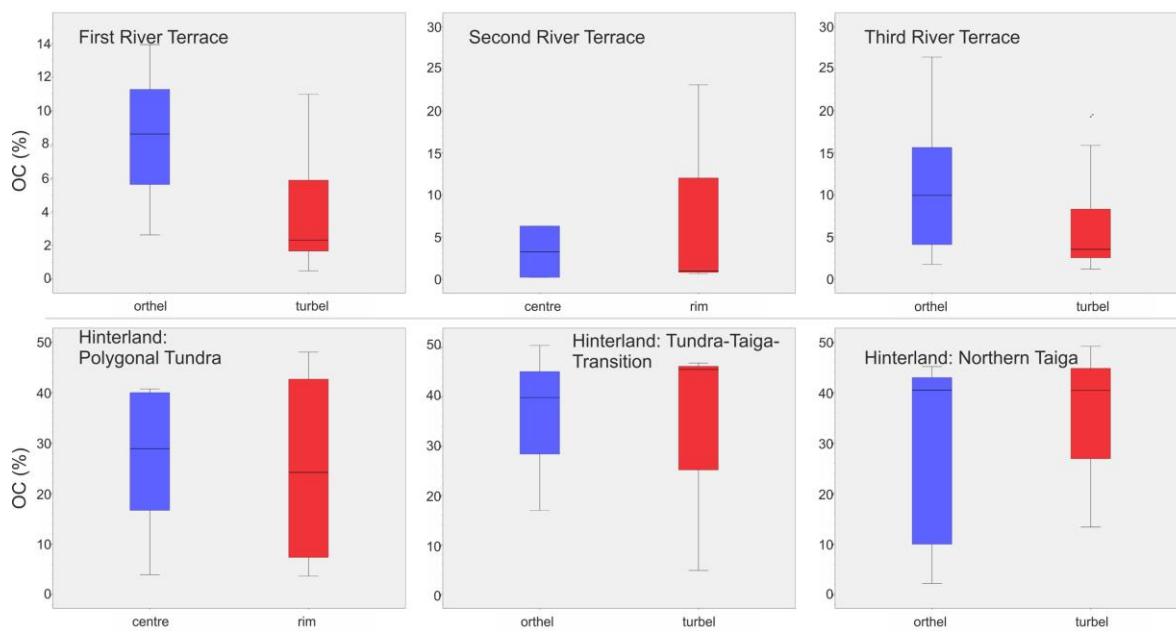 First River Terrace
14
12
10
8
6
4
2
0
OC (%)
orthel turbel
Second River Terrace
30
25
20
15
10
5
0
centre rim
Third River Terrace
30
25
20
15
10
5
0
orthel turbel
Hinterland:
Polygonal Tundra
50
40
30
20
10
0
OC (%)
centre rim
Hinterland: Tundra-Taiga-
Transition
50
40
30
20
10
0
orthel turbel
Hinterland: Northern Taiga
50
40
30
20
10
0
orthel turbel